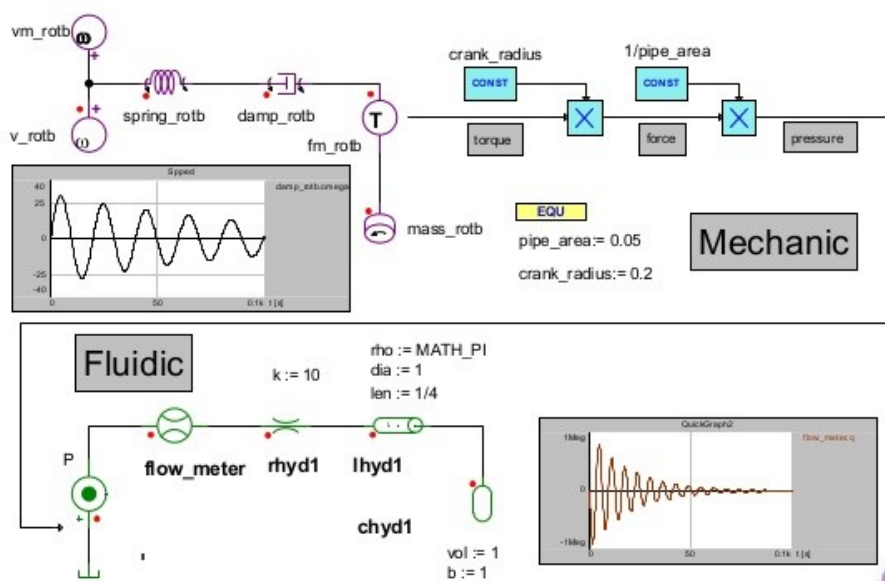 vm_rotb
ω
+
+
v_rotb
ω
spring_rotb
damp_rotb
T
fm_rotb
mass_rotb
crank_radius
CONST
1/pipe_area
CONST
torque
force
pressure
Spped
damp_rotb.omega
40
25
0
-25
-40
0
50
0.1k t [s]
EQU
pipe_area:= 0.05
crank_radius:= 0.2
Mechanic
Fluidic
k := 10
rho := MATH_PI
dia := 1
len := 1/4
P
+
flow_meter
rhyd1
lhyd1
L
chyd1
vol := 1
b := 1
QuickGraph2
flow_meter.q
1Meg
0
-1Meg
0
50
0.1k t [s]